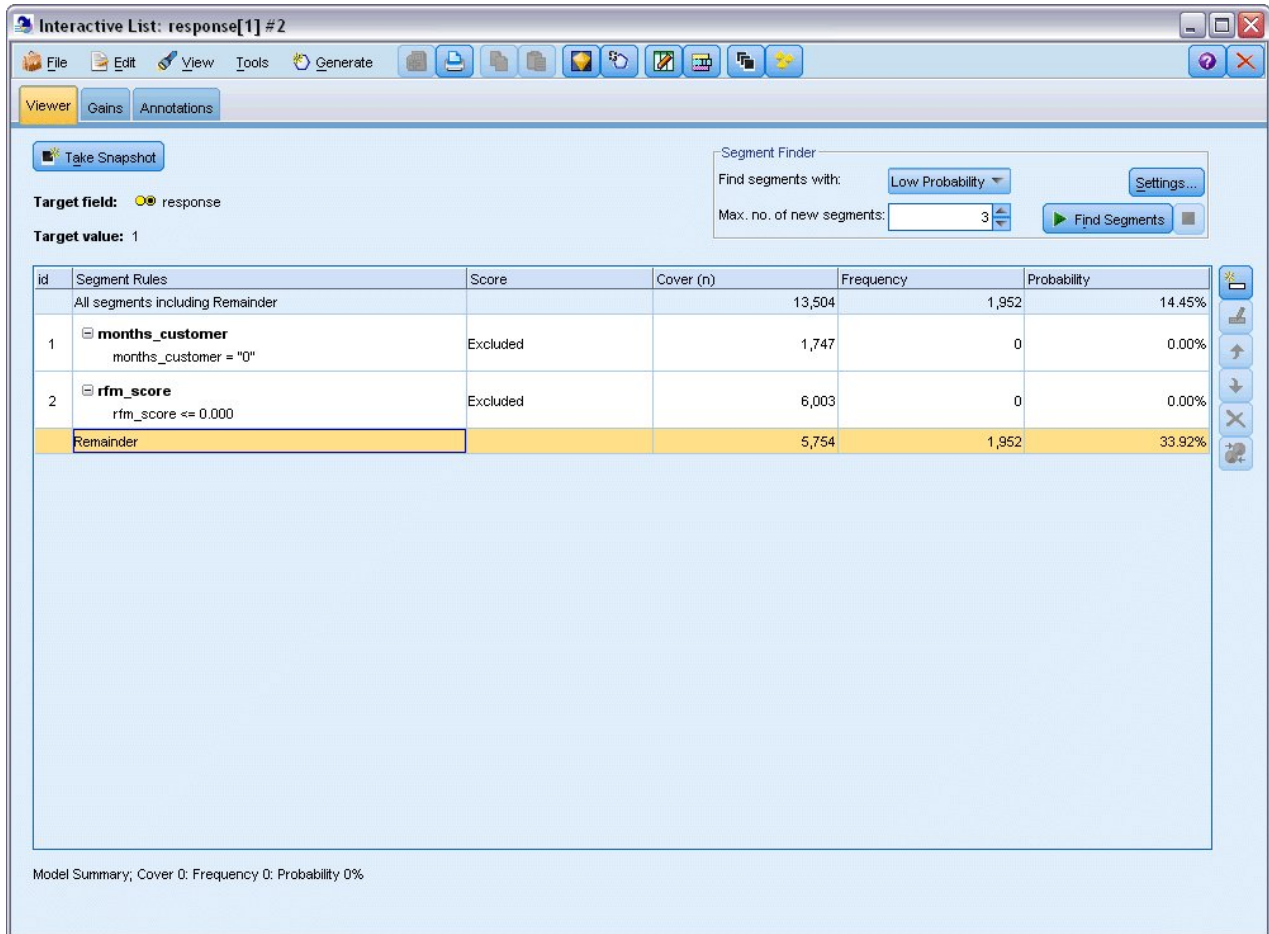 Interactive List: response[1] #2
File Edit View Tools Generate
Viewer Gains Annotations
Take Snapshot
Segment Finder
Find segments with: Low Probability Settings...
Target field: response
Max. no. of new segments: 3 Find Segments
Target value: 1
id Segment Rules Score Cover (n) Frequency Probability
All segments including Remainder 13,504 1,952 14.45%
months_customer
1 Excluded 1,747 0 0.00%
months_customer = "0"
rfm_score
2 Excluded 6,003 0 0.00%
rfm_score <= 0.000
Remainder 5,754 1,952 33.92%
Model Summary; Cover 0: Frequency 0: Probability 0%